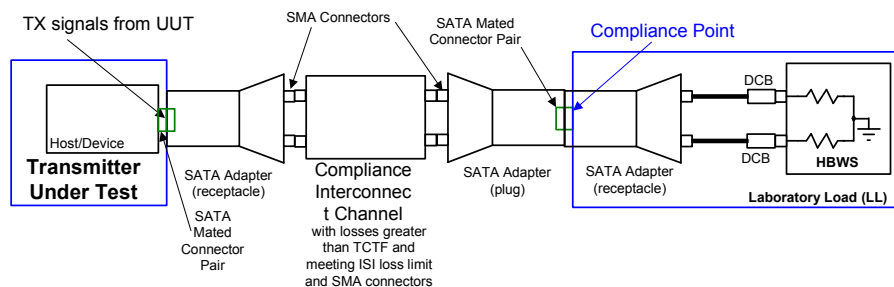 TX signals from UUT
SMA Connectors
SATA Mated
Connector Pair
Compliance Point
DCB
Host/Device
Transmitter
Under Test
SATA Adapter
(receptacle)
SATA
Mated
Connector
Pair
Compliance
Interconnec
t Channel
with losses greater
than TCTF and
meeting ISI loss limit
and SMA connectors
SATA Adapter
(plug)
SATA Adapter
(receptacle)
DCB
HBWS
Laboratory Load (LL)